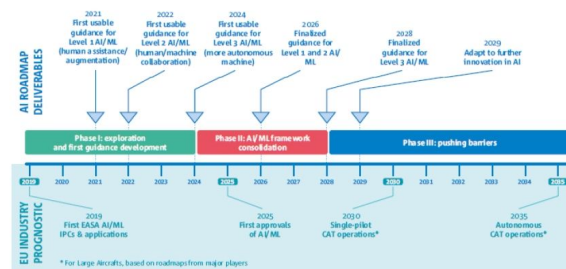 AI ROADMAP
DELIVERABLES
2021
First usable
guidance for
Level 1 AI/ML
(human assistance/
augmentation)
2022
First usable
guidance for
Level 2 AI/ML
(human/machine
collaboration)
2024
First usable
guidance for
Level 3 AI/ML
(more autonomous
machine)
2026
Finalized
guidance for
Level 1 and 2 AI/
ML
2028
Finalized
guidance for
Level 3 AI/ML
2029
Adapt to further
innovation in AI
Phase I: exploration
and first guidance development
Phase II: AI/ML framework
consolidation
Phase III: pushing barriers
2019 2020 2021 2022 2023 2024 2025 2026 2027 2028 2029 2030 2031 2032 2033 2034 2035
EU INDUSTRY
PROGNOSTIC
2019
First EASA AI/ML
IPCs & applications
2025
First approvals
of AI/ML
2030
Single-pilot
CAT operations*
2035
Autonomous
CAT operations*
* For Large Aircrafts, based on roadmaps from major players